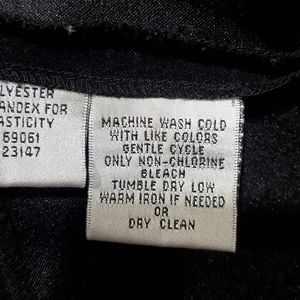 LYESTER
ANDEX FOR
ASTICITY
69061
23147
MACHINE WASH COLD
WITH LIKE COLORS
GENTLE CYCLE
ONLY NON-CHLORINE
BLEACH
TUMBLE DRY LOW
WARM IRON IF NEEDED
OR
DRY CLEAN